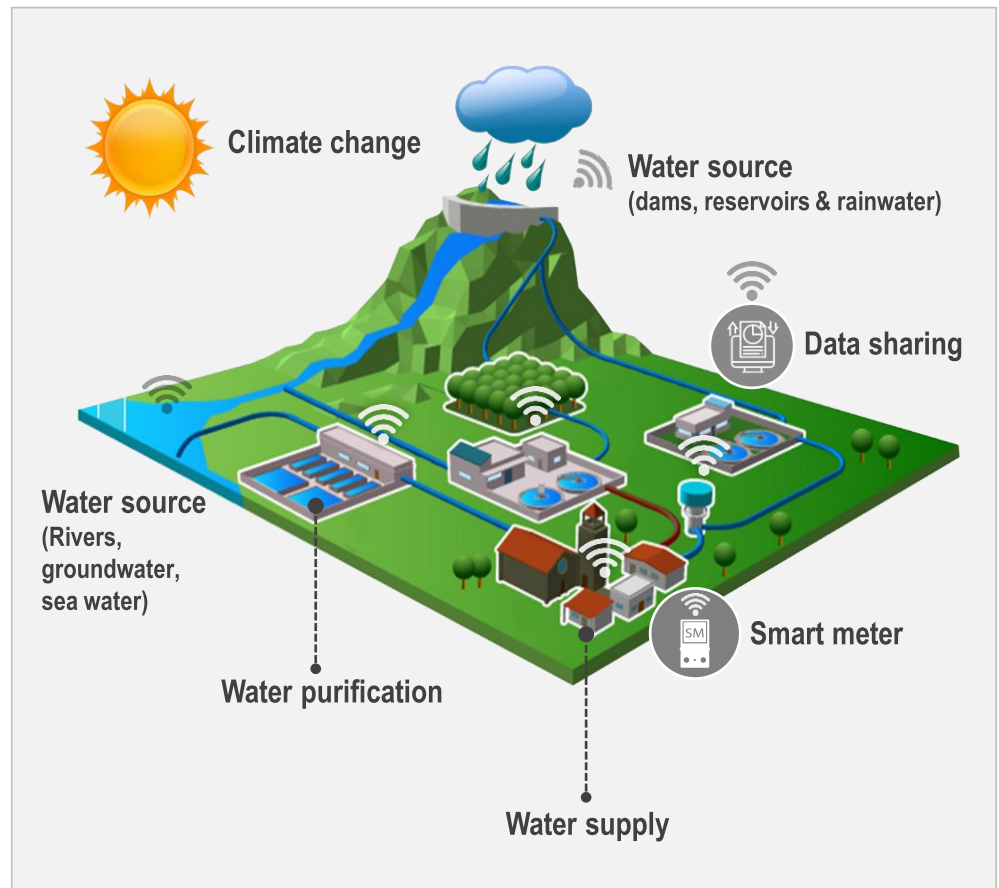 Climate change
Water source
(dams, reservoirs & rainwater)
Data sharing
Water source
(Rivers,
groundwater,
sea water)
SM
Smart meter
Water purification
Water supply